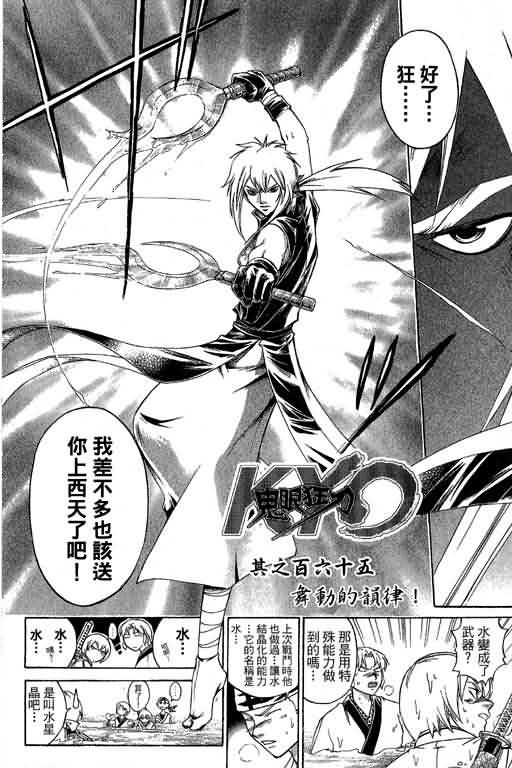 好了…
狂……
我差不多也該送
你上西天了吧！
KYO
鬼眼狂刀
其之百六十五
舞動的韻律！
水變成了
武器？
那是用特
殊能力做
到的嗎…
上次戰鬥時他
也做過…讓水
結晶化的能力
…它的名稱是
水…
水…
水…
是叫水星
晶吧…